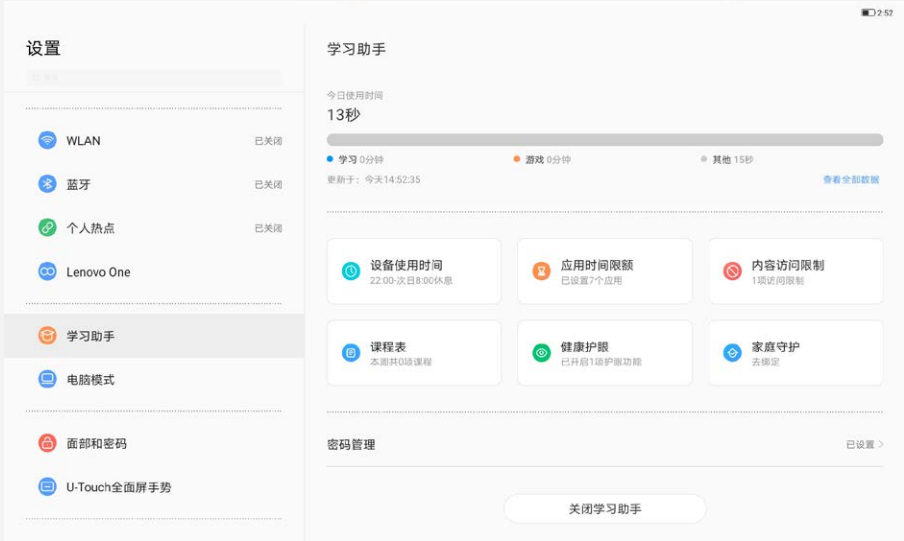 2:52
设置
WLAN
已关闭
蓝牙
已关闭
个人热点
已关闭
Lenovo One
学习助手
电脑模式
面部和密码
U-Touch全面屏手势
学习助手
今日使用时间
13秒
学习 0分钟
游戏 0分钟
其他 15秒
更新于：今天14:52:35
查看全部数据
设备使用时间
22:00-次日8:00休息
应用时间限额
已设置7个应用
内容访问限制
1项访问限制
课程表
本周共0项课程
健康护眼
已开启1项护眼功能
家庭守护
去绑定
密码管理
已设置
关闭学习助手